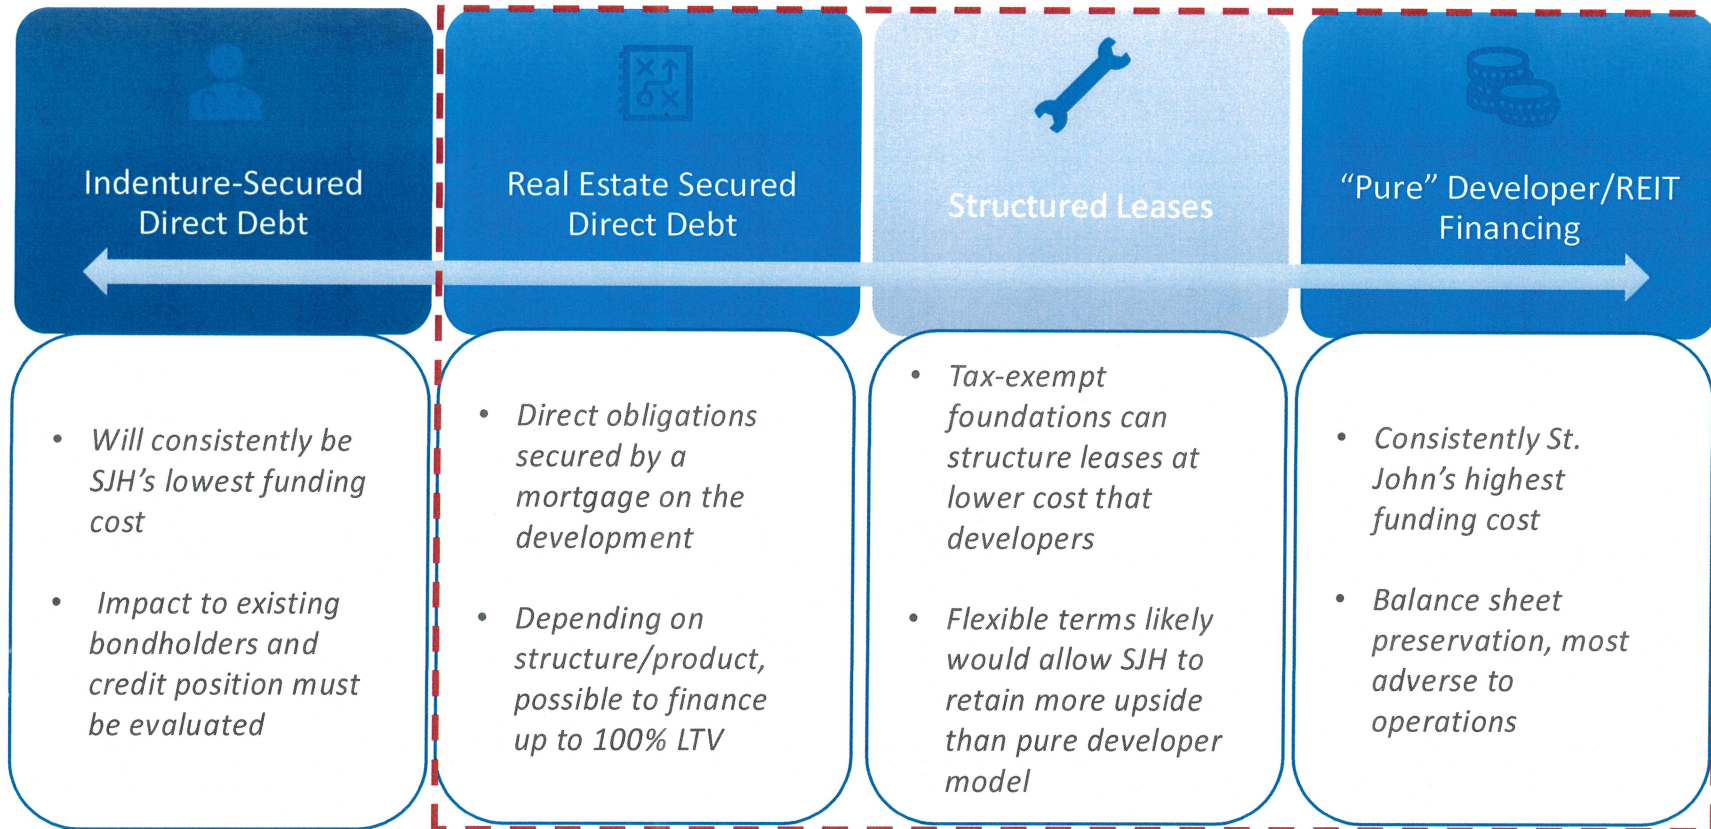 Indenture-Secured
Direct Debt
• Will consistently be
SJH's lowest funding
cost
• Impact to existing
bondholders and
credit position must
be evaluated
Real Estate Secured
Direct Debt
• Direct obligations
secured by a
mortgage on the
development
• Depending on
structure/product,
possible to finance
up to 100% LTV
Structured Leases
• Tax-exempt
foundations can
structure leases at
lower cost that
developers
• Flexible terms likely
would allow SJH to
retain more upside
than pure developer
model
“Pure” Developer/REIT
Financing
• Consistently St.
John's highest
funding cost
• Balance sheet
preservation, most
adverse to
operations